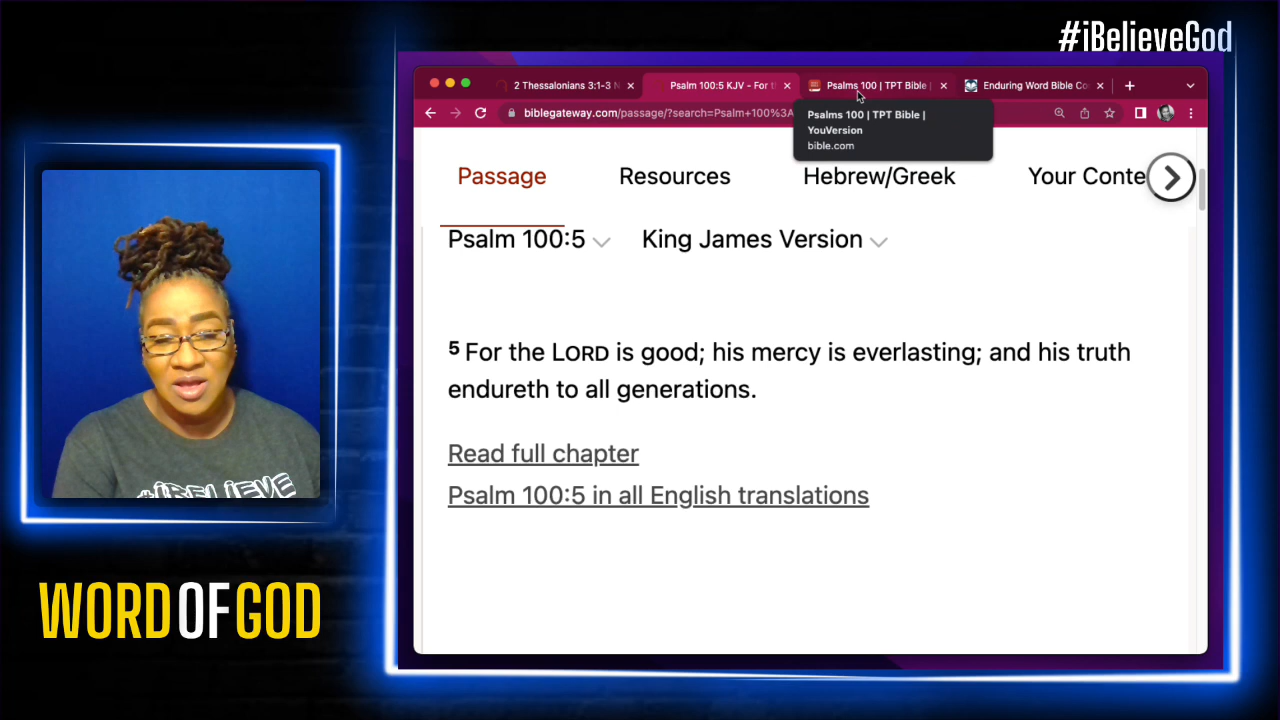 #iBelieveGod
2 Thessalonians 3:1-3 N
Psalm 100:5 KJV - For th
Psalms 100 | TPT Bible |
Enduring Word Bible Co
biblegateway.com/passage/?search=Psalm+100%3A
Psalms 100 | TPT Bible |
YouVersion
bible.com
Passage
Resources
Hebrew/Greek
Your Conte
Psalm 100:5
King James Version
5 For the LORD is good; his mercy is everlasting; and his truth
endureth to all generations.
Read full chapter
Psalm 100:5 in all English translations
#iBELIEVE
WORD OF GOD